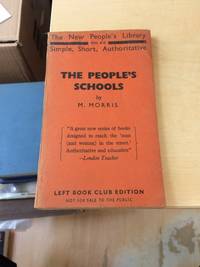 The New People's Library
Simple, Short, Authoritative
THE PEOPLE'S
SCHOOLS
by
M. MORRIS
"A great new series of books
designed to reach the 'man
(and woman) in the street.'
Authoritative and educative"
—London Teacher
LEFT BOOK CLUB EDITION
NOT FOR SALE TO THE PUBLIC